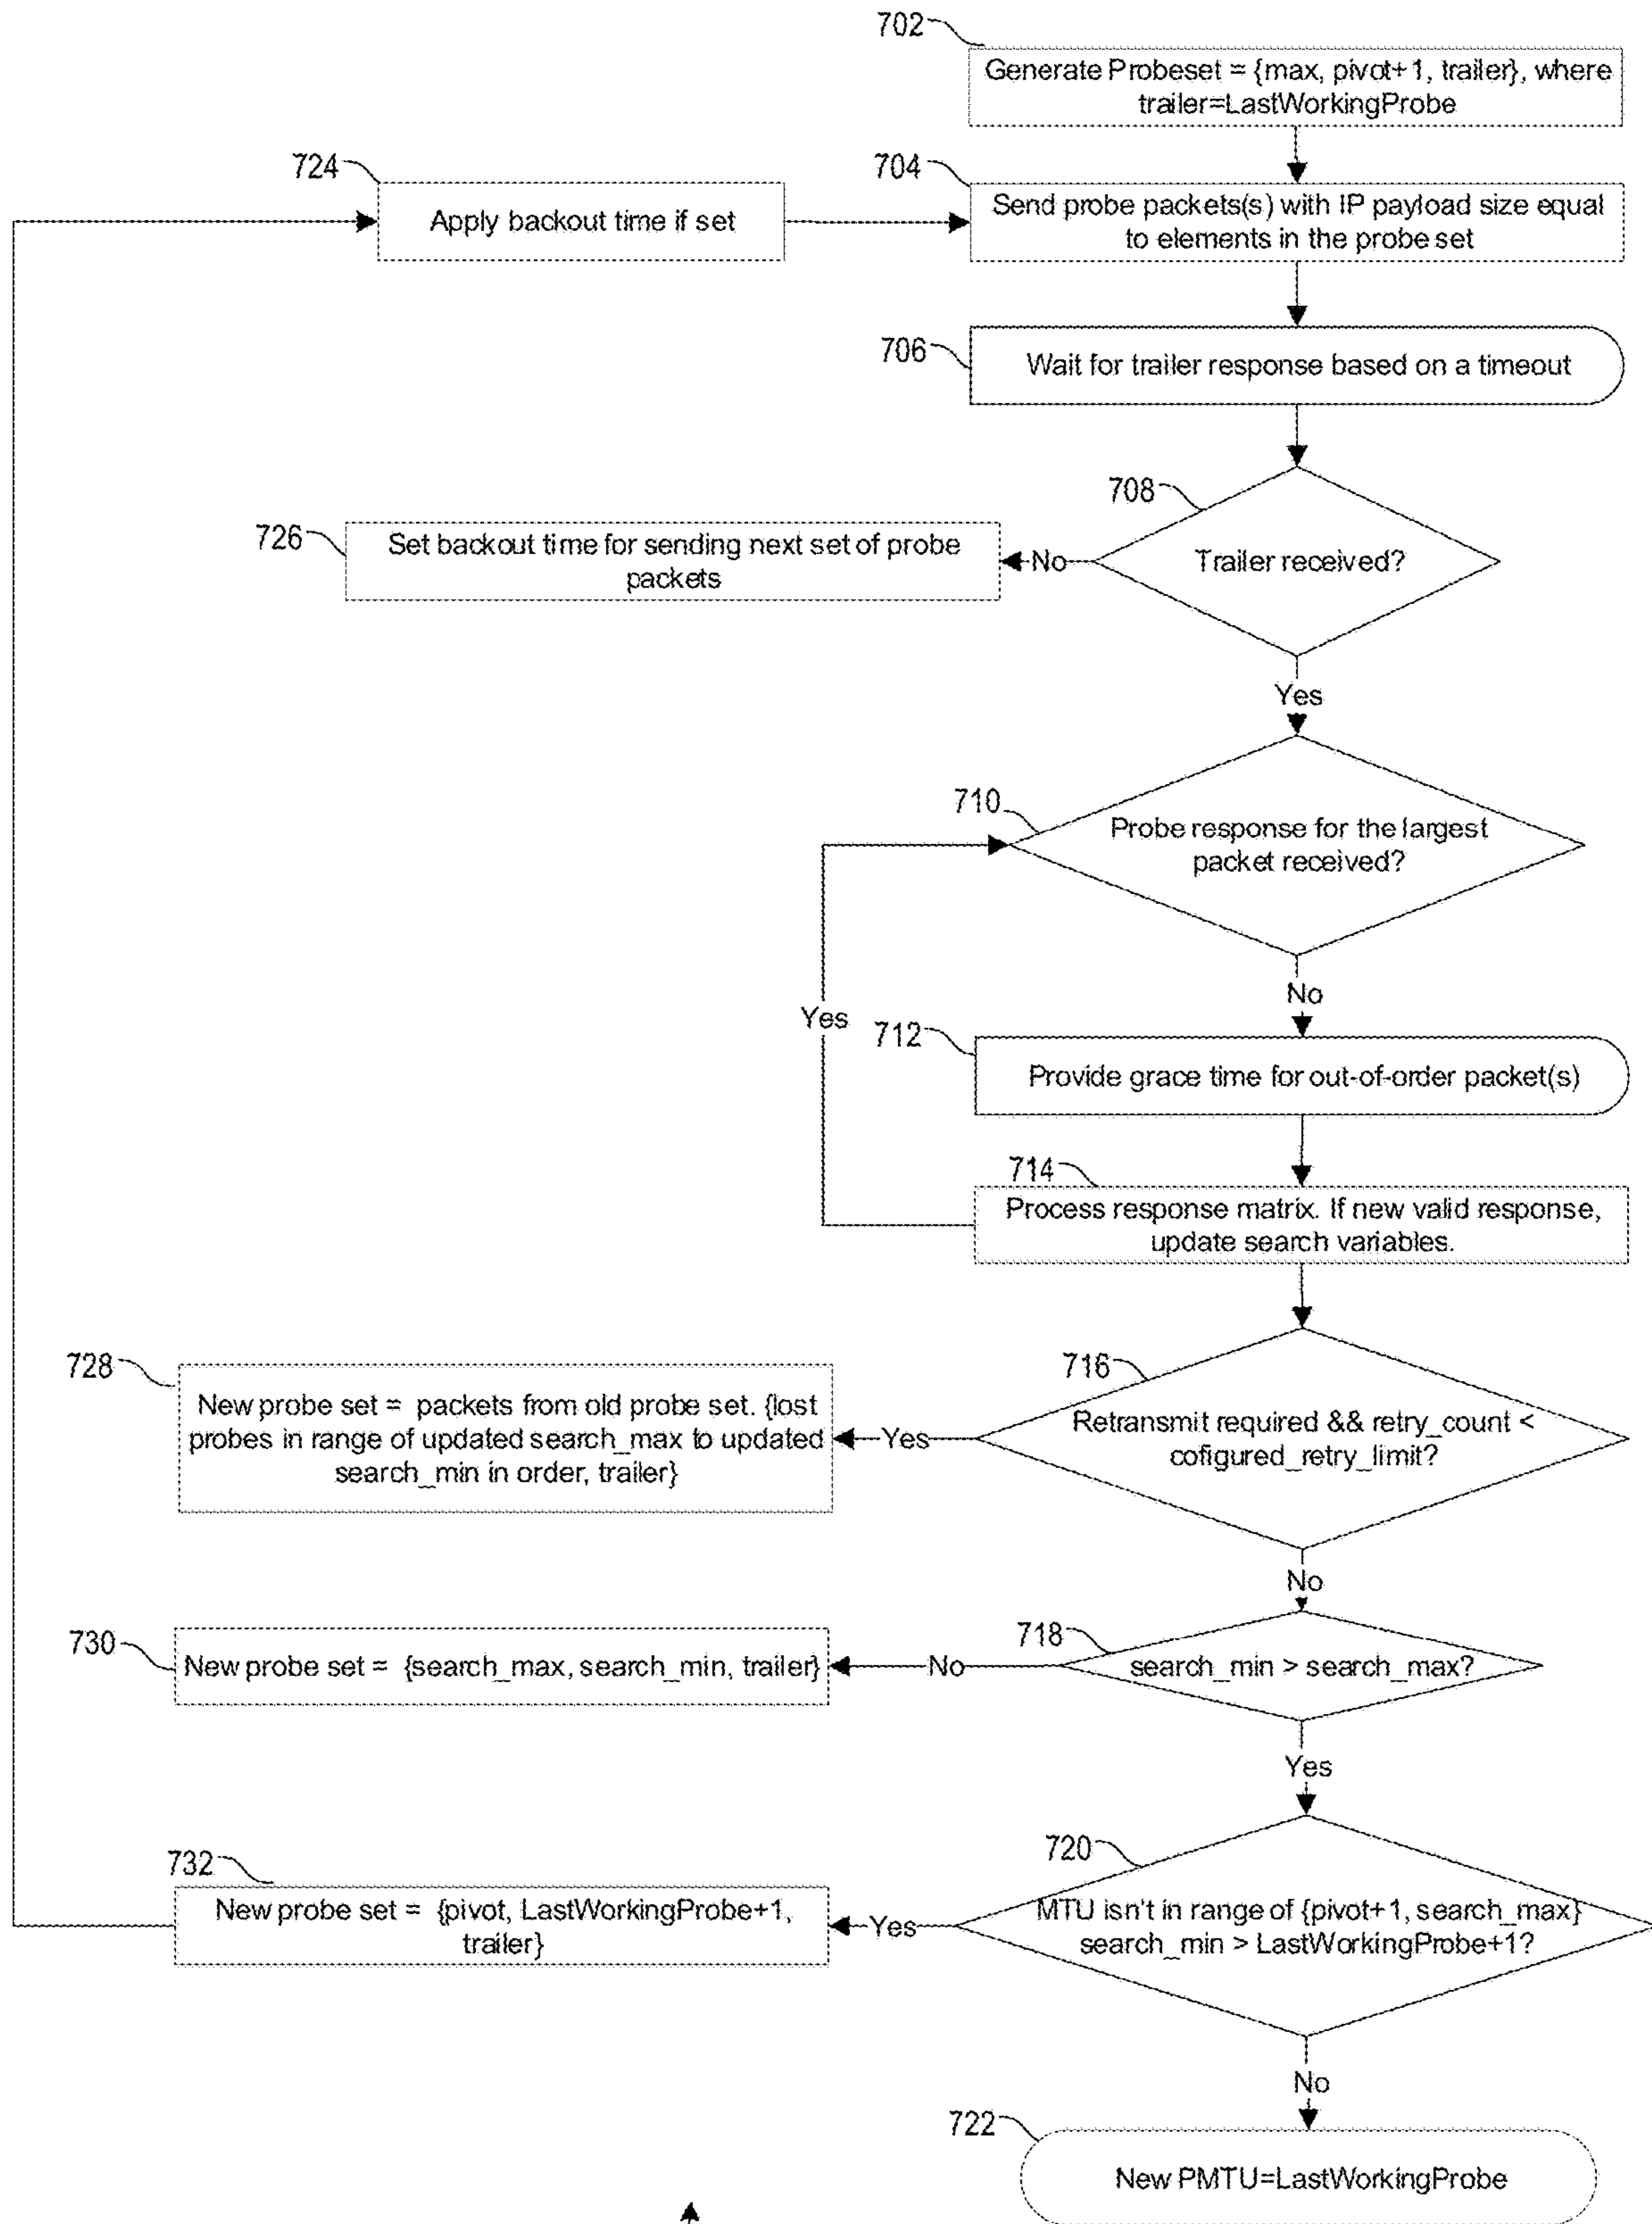 702
Generate Probeset = {max, pivot+1, trailer}, where
trailer=LastWorkingProbe
724
Apply backout time if set
704
Send probe packets(s) with IP payload size equal
to elements in the probe set
706
Wait for trailer response based on a timeout
708
Trailer received?
No
726
Set backout time for sending next set of probe
packets
Yes
710
Probe response for the largest
packet received?
No
Yes
712
Provide grace time for out-of-order packet(s)
714
Process response matrix. If new valid response,
update search variables.
716
Retransmit required && retry_count <
cofigured_retry_limit?
Yes
728
New probe set = packets from old probe set. {lost
probes in range of updated search_max to updated
search_min in order, trailer}
No
718
search_min > search_max?
No
730
New probe set = {search_max, search_min, trailer}
Yes
720
MTU isn't in range of {pivot+1, search_max}
search_min > LastWorkingProbe+1?
Yes
732
New probe set = {pivot, LastWorkingProbe+1,
trailer}
No
722
New PMTU=LastWorkingProbe